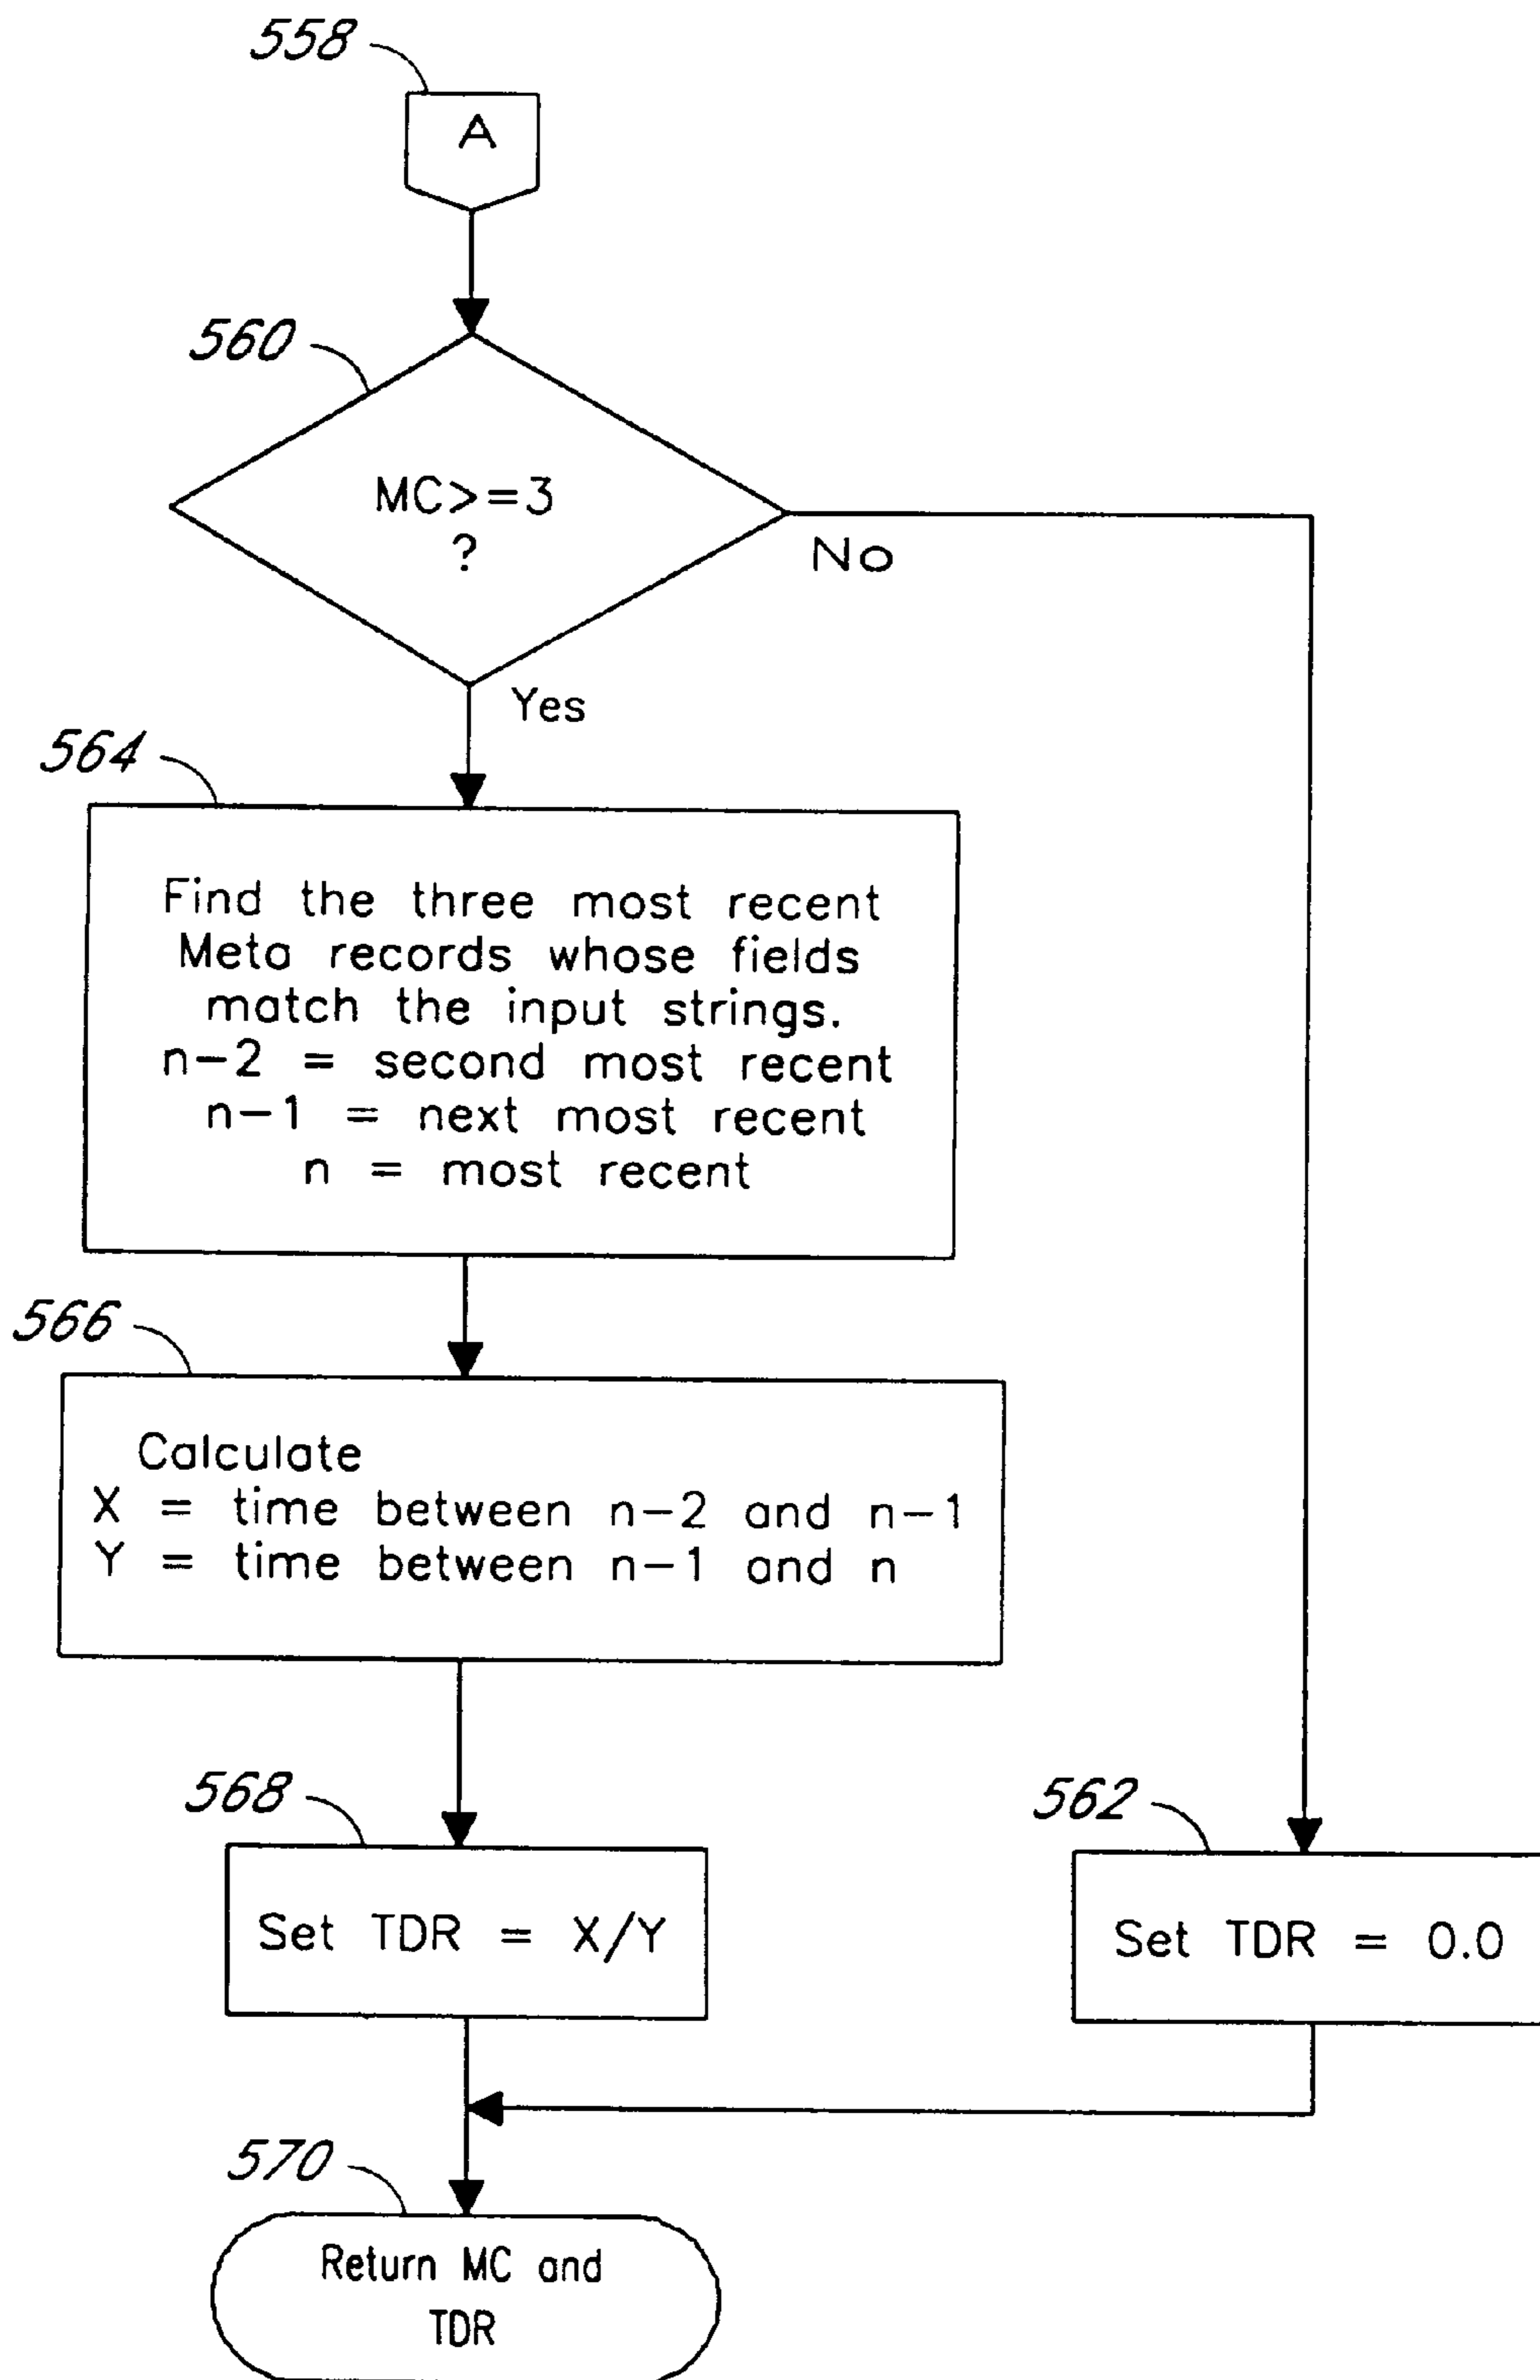 558
A
560
MC>=3
?
No
Yes
564
Find the three most recent
Meta records whose fields
match the input strings.
n-2 = second most recent
n-1 = next most recent
n = most recent
566
Calculate
X = time between n-2 and n-1
Y = time between n-1 and n
568
Set TDR = X/Y
562
Set TDR = 0.0
570
Return MC and
TDR